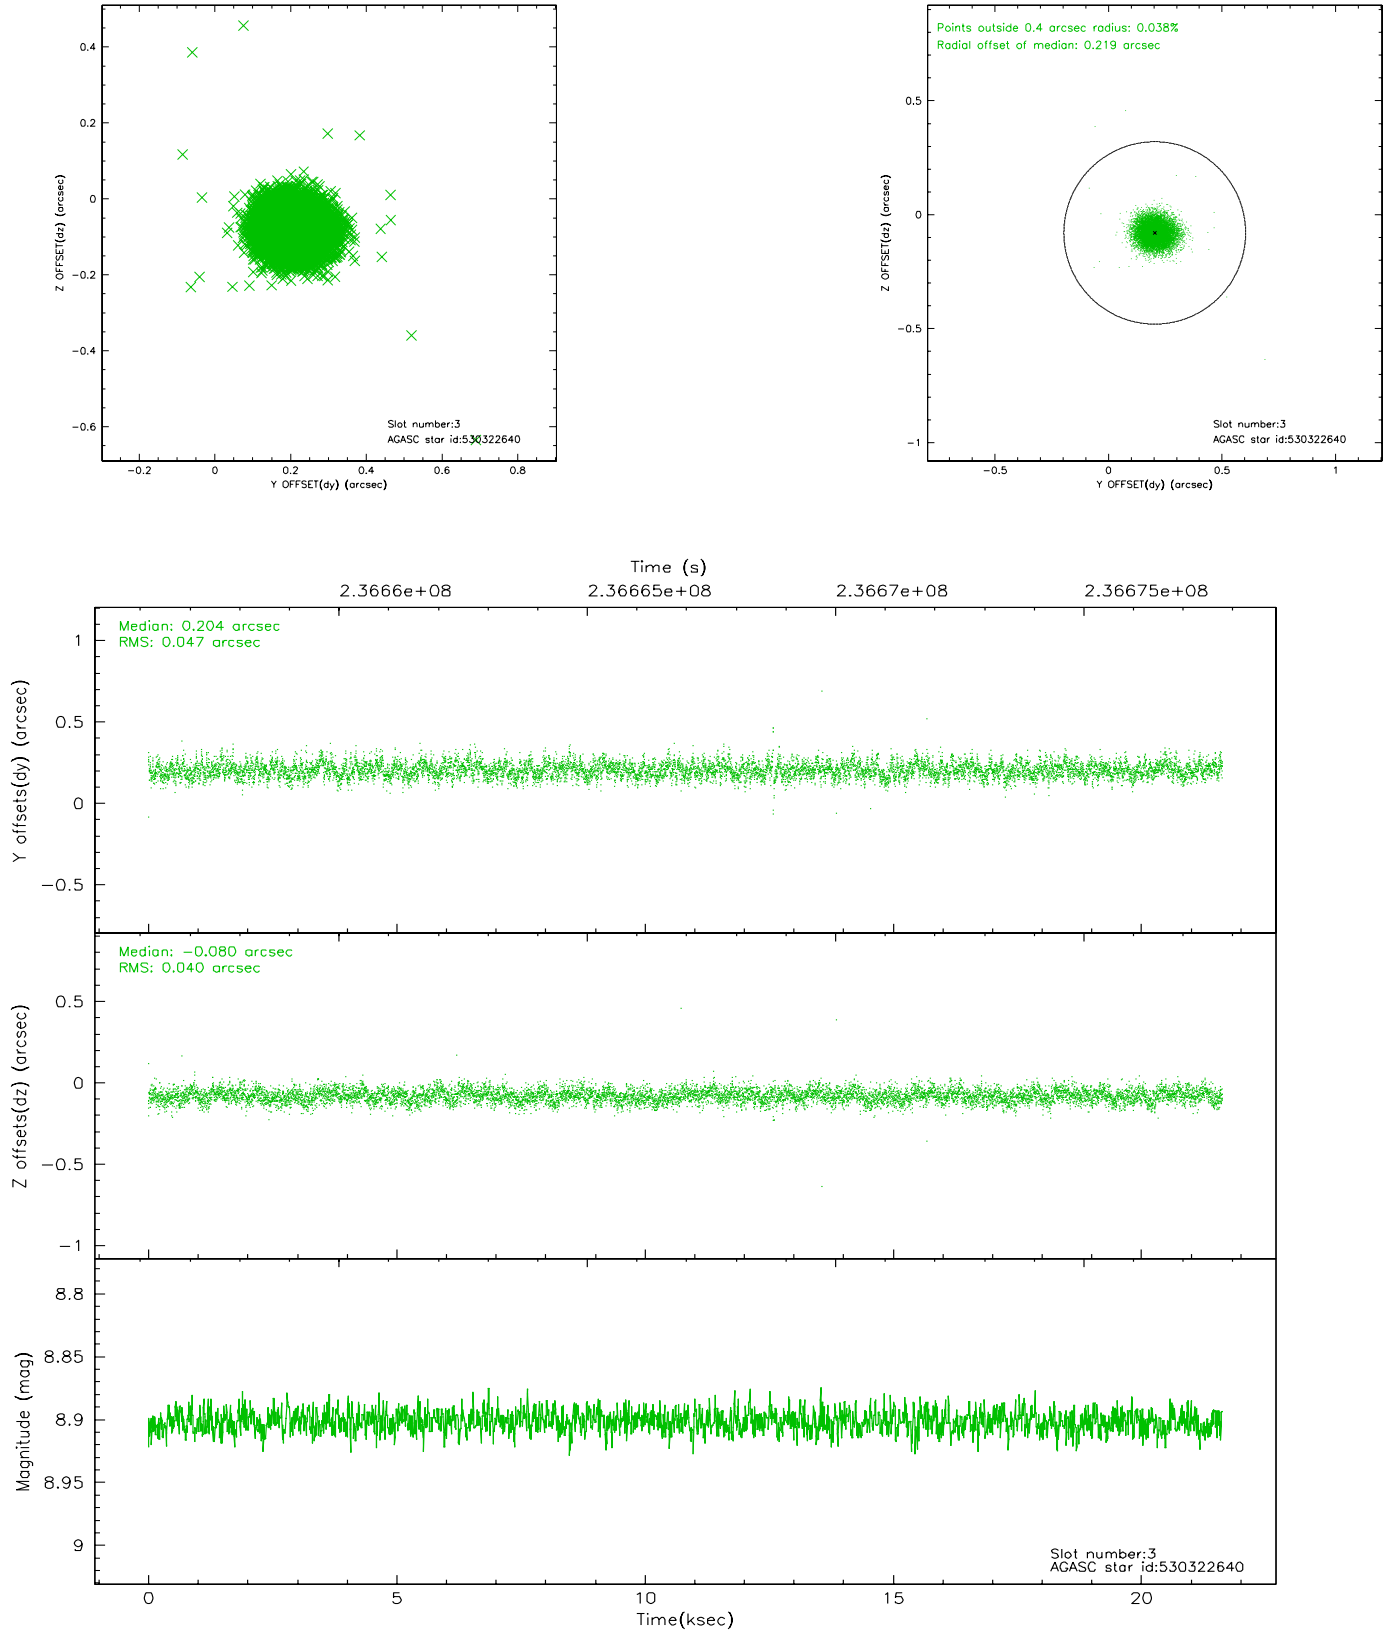 0.4
0.2
0
−0.2
−0.4
−0.6
Z OFFSET(dz) (arcsec)
Slot number:3
AGASC star id:530322640
−0.2 0 0.2 0.4 0.6 0.8
Y OFFSET(dy) (arcsec)
Points outside 0.4 arcsec radius: 0.038%
Radial offset of median: 0.219 arcsec
0.5
0
−0.5
−1
Z OFFSET(dz) (arcsec)
Slot number:3
AGASC star id:530322640
−0.5 0 0.5 1
Y OFFSET(dy) (arcsec)
Time (s)
2.3666e+08 2.36665e+08 2.3667e+08 2.36675e+08
Median: 0.204 arcsec
RMS: 0.047 arcsec
1
0.5
0
−0.5
Y offsets(dy) (arcsec)
Median: −0.080 arcsec
RMS: 0.040 arcsec
0.5
0
−0.5
−1
Z offsets(dz) (arcsec)
8.8
8.85
8.9
8.95
9
Magnitude (mag)
Slot number:3
AGASC star id:530322640
0 5 10 15 20
Time(ksec)